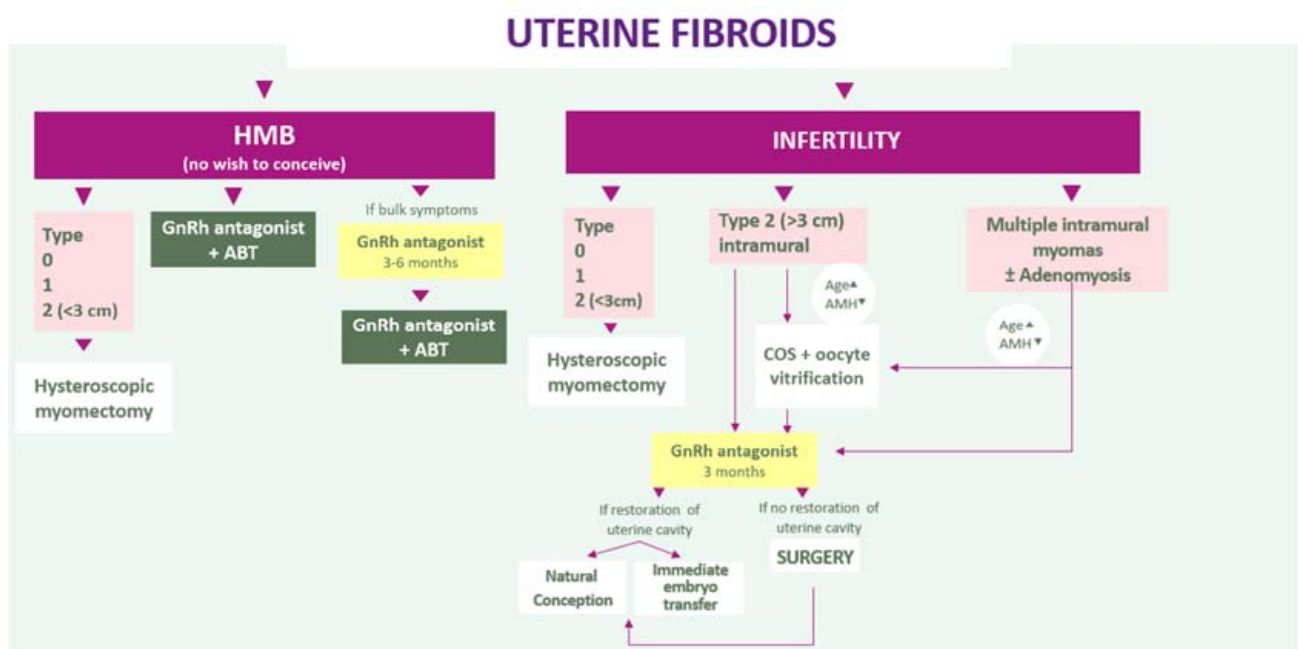 UTERINE FIBROIDS
HMB
(no wish to conceive)
Type
0
1
2 (<3 cm)
Hysteroscopic
myomectomy
GnRh antagonist
+ ABT
If bulk symptoms
GnRh antagonist
3-6 months
GnRh antagonist
+ ABT
INFERTILITY
Type
0
1
2 (<3cm)
Hysteroscopic
myomectomy
Type 2 (>3 cm)
intramural
Age▲
AMH▼
COS + oocyte
vitrification
Multiple intramural
myomas
± Adenomyosis
Age▲
AMH▼
GnRh antagonist
3 months
If restoration of
uterine cavity
Natural
Conception
Immediate
embryo
transfer
If no restoration of
uterine cavity
SURGERY